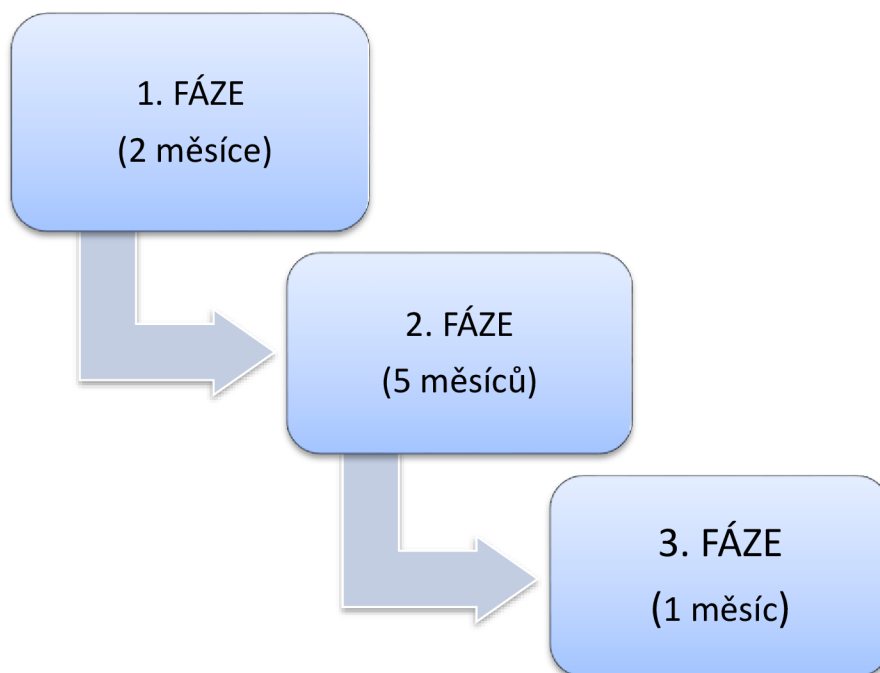 1. FÁZE
(2 měsíce)
2. FÁZE
(5 měsíců)
3. FÁZE
(1 měsíc)